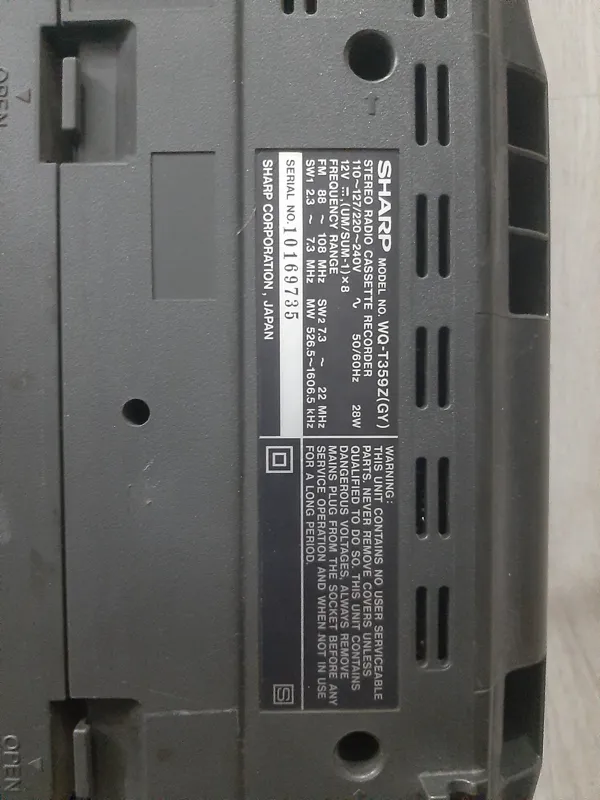 OPEN
SHARP MODEL NO. WQ-T359Z(GY)
STEREO RADIO CASSETTE RECORDER
110~127/220~240V ∿ 50/60Hz 28W
12V ⎓, (UM/SUM-1)×8
FREQUENCY RANGE
FM 88 ~ 108 MHz SW2 7.3 ~ 22 MHz
SW1 2.3 ~ 7.3 MHz MW 526.5~1606.5 kHz
SERIAL NO. 10169735
SHARP CORPORATION, JAPAN
WARNING:
THIS UNIT CONTAINS NO USER SERVICEABLE
PARTS. NEVER REMOVE COVERS UNLESS
QUALIFIED TO DO SO. THIS UNIT CONTAINS
DANGEROUS VOLTAGES, ALWAYS REMOVE
MAINS PLUG FROM THE SOCKET BEFORE ANY
SERVICE OPERATION AND WHEN NOT IN USE
FOR A LONG PERIOD.
S
OPEN